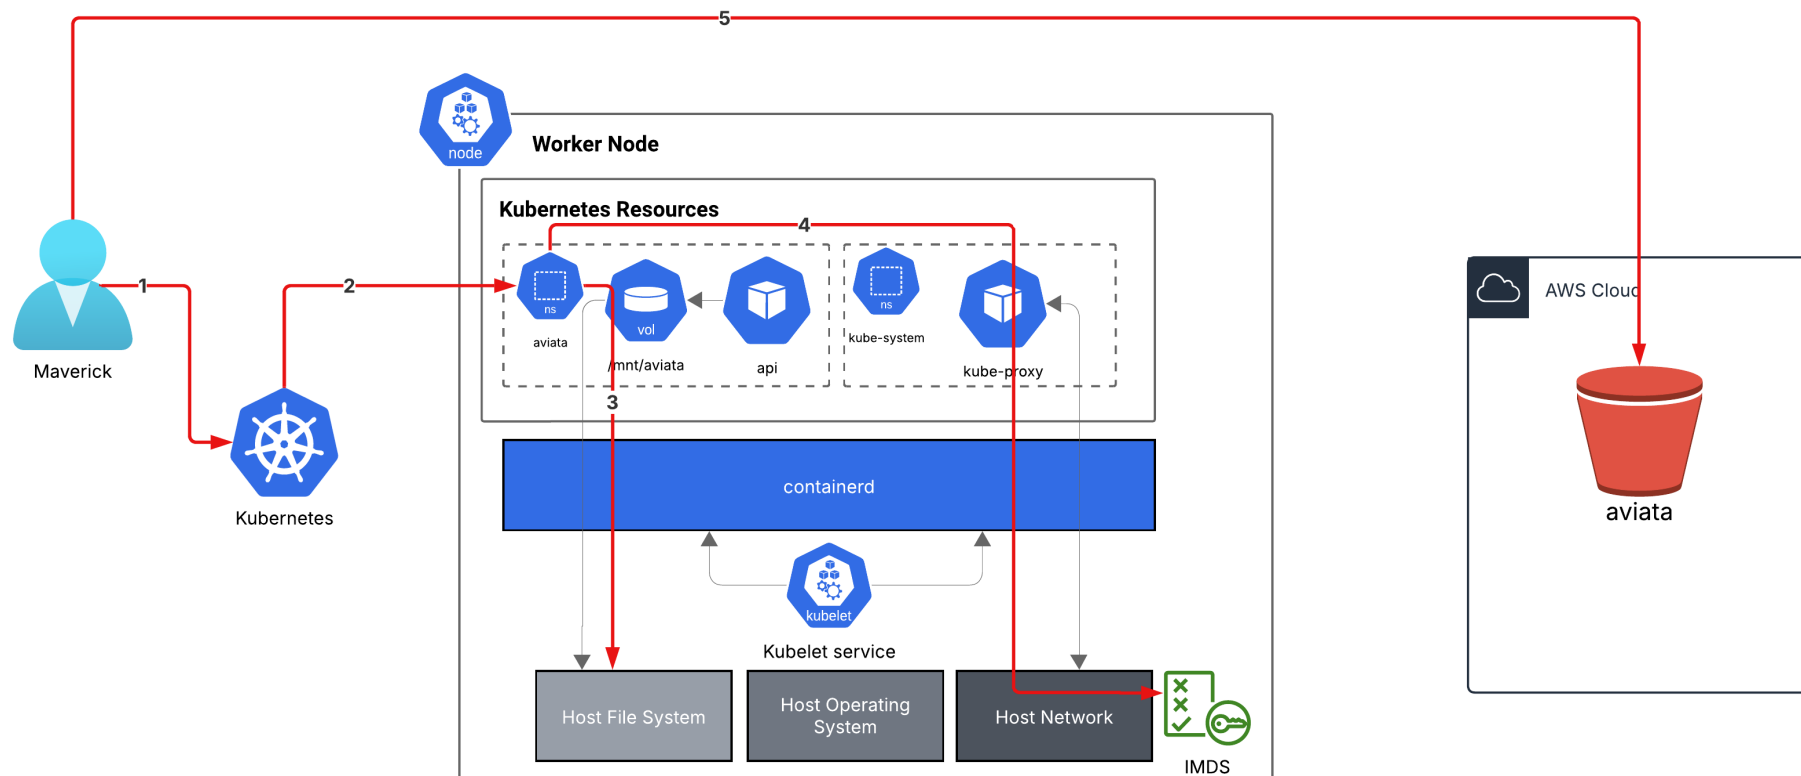 5
node
Worker Node
Kubernetes Resources
4
1
2
ns
aviata
vol
/mnt/aviata
api
ns
kube-system
kube-proxy
AWS Cloud
Maverick
3
Kubernetes
containerd
aviata
kubelet
Kubelet service
Host File System
Host Operating
System
Host Network
IMDS